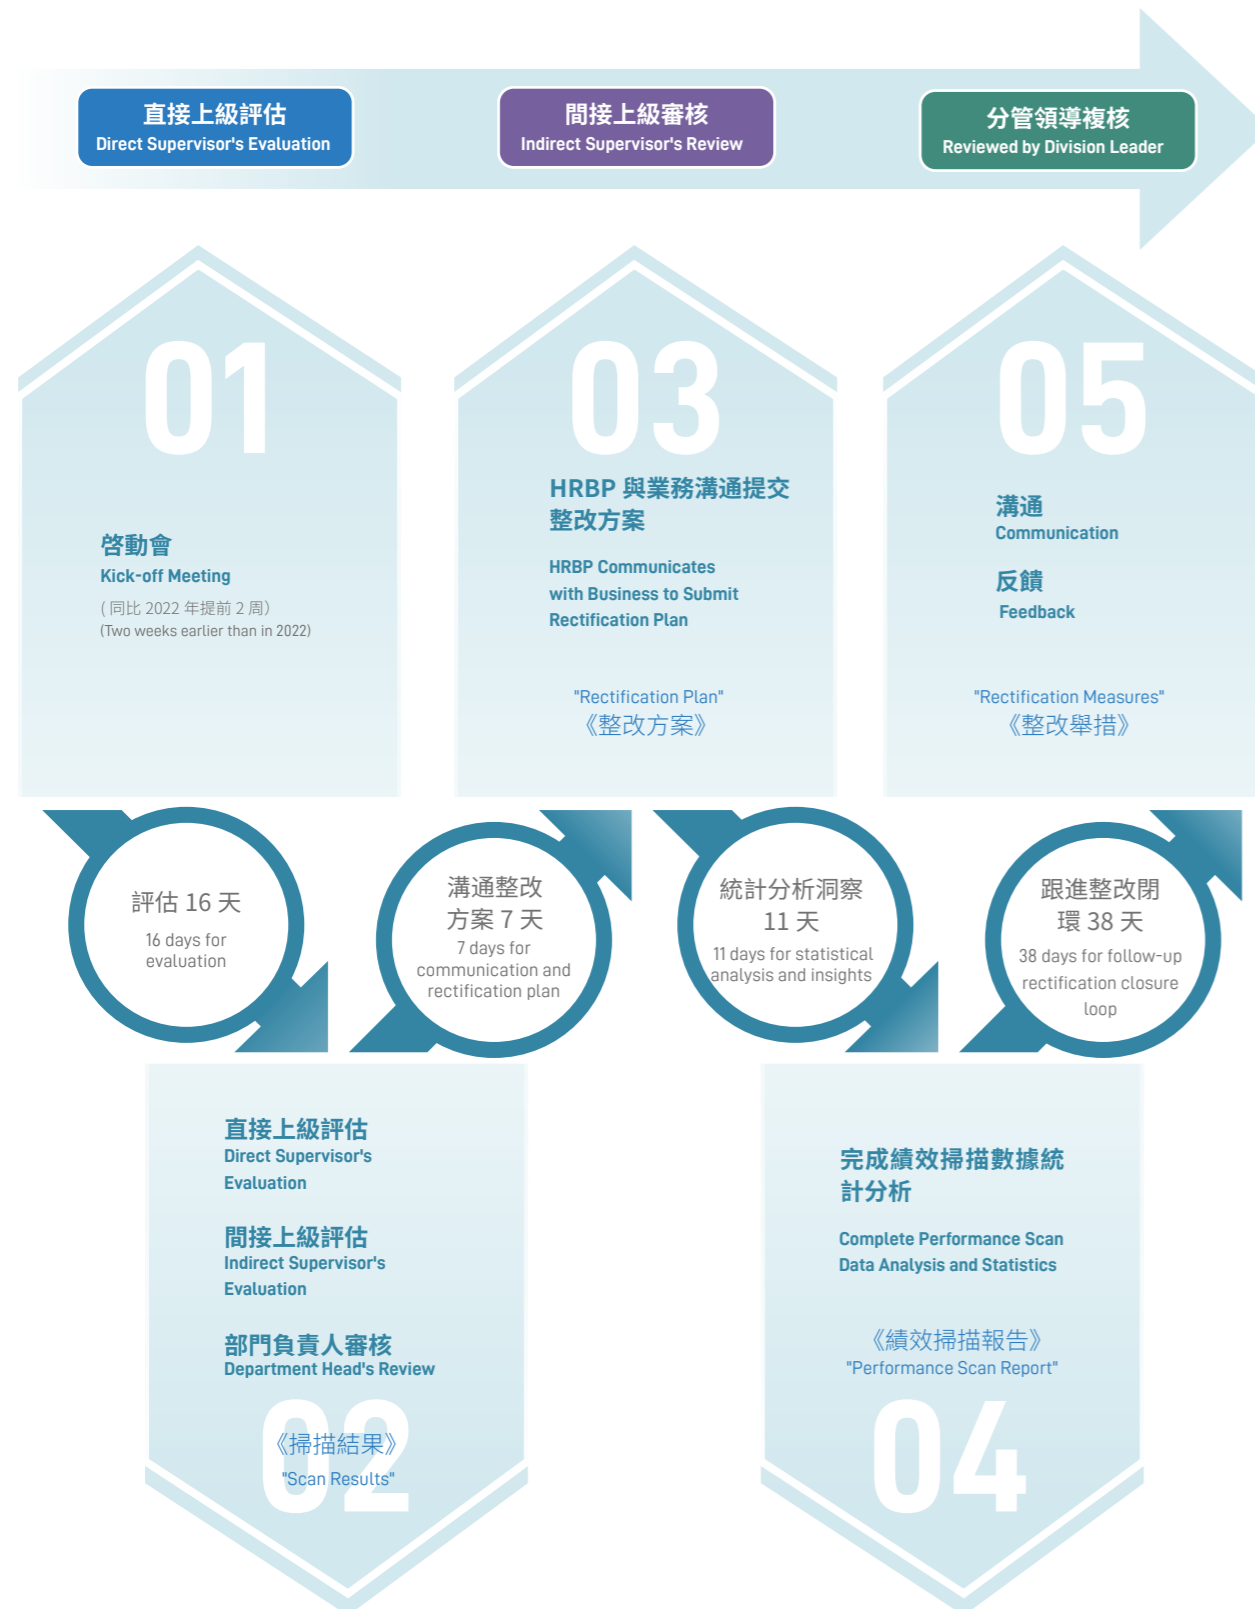 直接上級評估
Direct Supervisor's Evaluation
間接上級審核
Indirect Supervisor's Review
分管領導複核
Reviewed by Division Leader
01
啓動會
Kick-off Meeting
( 同比 2022 年提前 2 周）
(Two weeks earlier than in 2022)
03
HRBP 與業務溝通提交
整改方案
HRBP Communicates
with Business to Submit
Rectification Plan
"Rectification Plan"
《整改方案》
05
溝通
Communication
反饋
Feedback
"Rectification Measures"
《整改舉措》
評估 16 天
16 days for
evaluation
溝通整改
方案 7 天
7 days for
communication and
rectification plan
統計分析洞察
11 天
11 days for statistical
analysis and insights
跟進整改閉
環 38 天
38 days for follow-up
rectification closure
loop
直接上級評估
Direct Supervisor's
Evaluation
間接上級評估
Indirect Supervisor's
Evaluation
部門負責人審核
Department Head's Review
02
《掃描結果》
"Scan Results"
完成績效掃描數據統
計分析
Complete Performance Scan
Data Analysis and Statistics
《績效掃描報告》
"Performance Scan Report"
04